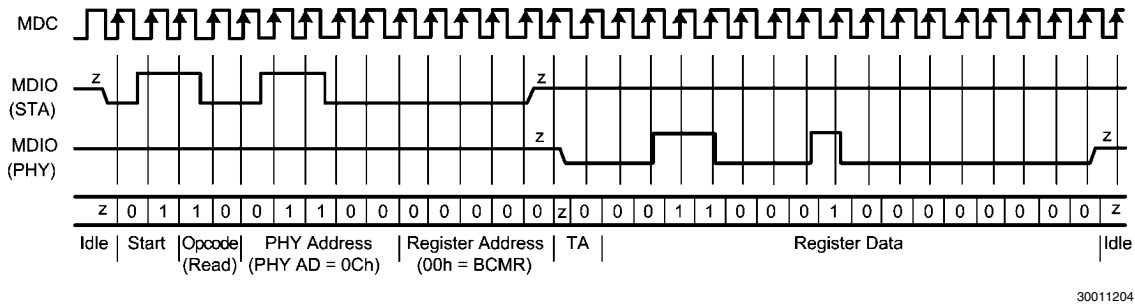 MDC
z
z
MDIO
(STA)
z
z
MDIO
(PHY)
z 0 1 1 0 0 1 1 0 0 0 0 0 0 0 z 0 0 0 1 1 0 0 0 1 0 0 0 0 0 0 0 0 z
Idle Start Opcode PHY Address Register Address TA Register Data Idle
(Read) (PHY AD = 0Ch) (00h = BCMR)
30011204